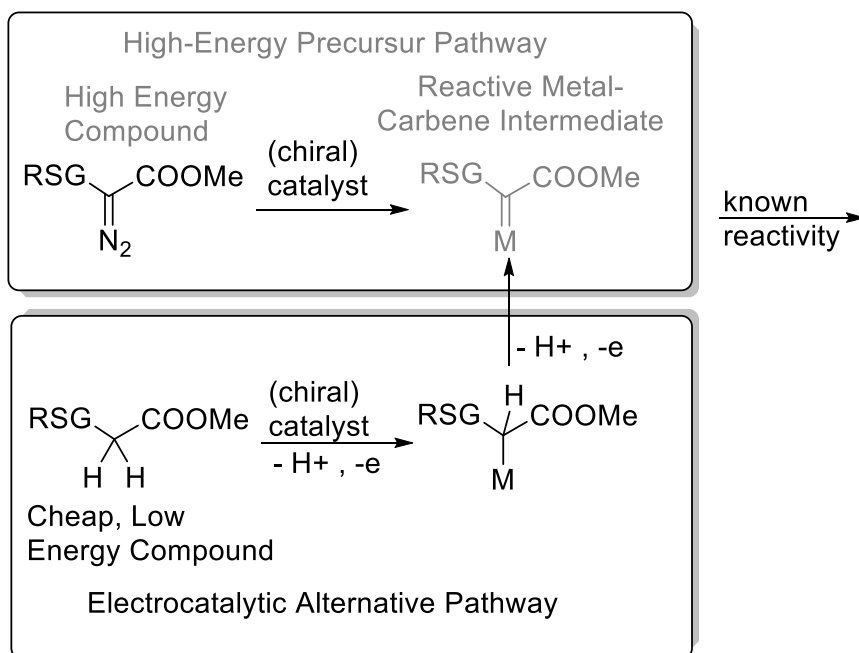 High-Energy Precursur Pathway
High Energy
Compound
Reactive Metal-
Carbene Intermediate
RSG
COOMe
N2
(chiral)
catalyst
RSG
COOMe
M
known
reactivity
- H+ , -e
RSG
COOMe
H H
(chiral)
catalyst
- H+ , -e
H
RSG
COOMe
M
Cheap, Low
Energy Compound
Electrocatalytic Alternative Pathway